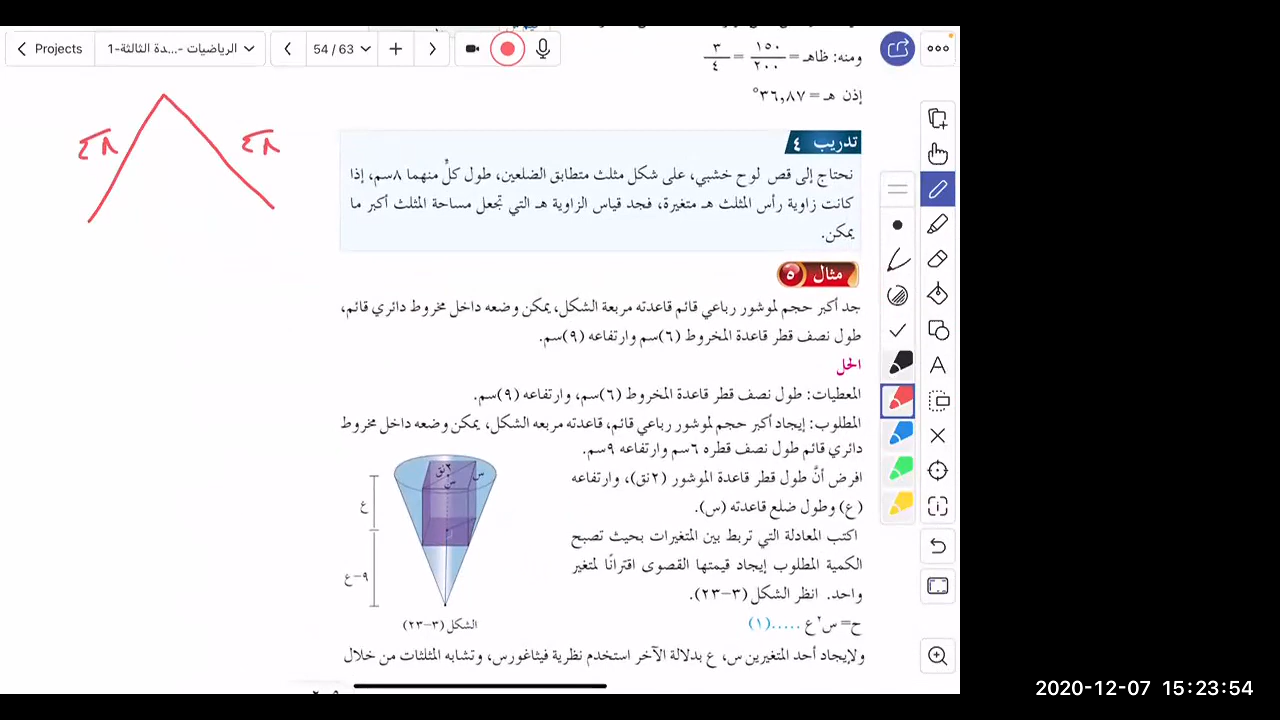 Projects
الرياضيات -...دة الثالثة-1
54 / 63
ومنه: ظاهـ = ١٥٠/٢٠٠ = ٣/٤
إذن هـ = ٣٦,٨٧°
٨سم
٨سم
تدريب ٤
نحتاج إلى قص لوح خشبي، على شكل مثلث متطابق الضلعين، طول كلٍّ منهما ٨سم، إذا
كانت زاوية رأس المثلث هـ متغيرة، فجد قياس الزاوية هـ التي تجعل مساحة المثلث أكبر ما
يمكن.
مثال ٥
جد أكبر حجم لموشور رباعي قائم قاعدته مربعة الشكل، يمكن وضعه داخل مخروط دائري قائم،
طول نصف قطر قاعدة المخروط (٦)سم وارتفاعه (٩)سم.
الحل
المعطيات: طول نصف قطر قاعدة المخروط (٦)سم، وارتفاعه (٩)سم.
المطلوب: إيجاد أكبر حجم لموشور رباعي قائم، قاعدته مربعه الشكل، يمكن وضعه داخل مخروط
دائري قائم طول نصف قطره ٦سم وارتفاعه ٩سم.
افرض أنَّ طول قطر قاعدة الموشور (٢نق)، وارتفاعه
(ع) وطول ضلع قاعدته (س).
اكتب المعادلة التي تربط بين المتغيرات بحيث تصبح
الكمية المطلوب إيجاد قيمتها القصوى اقترانًا لمتغير
واحد. انظر الشكل (٣-٢٣).
٢نق
س
س
ع
٩-ع
الشكل (٣-٢٣)
ح = س٢ع .....(١)
ولايجاد أحد المتغيرين س، ع بدلالة الآخر استخدم نظرية فيثاغورس، وتشابه المثلثات من خلال
2020-12-07 15:23:54